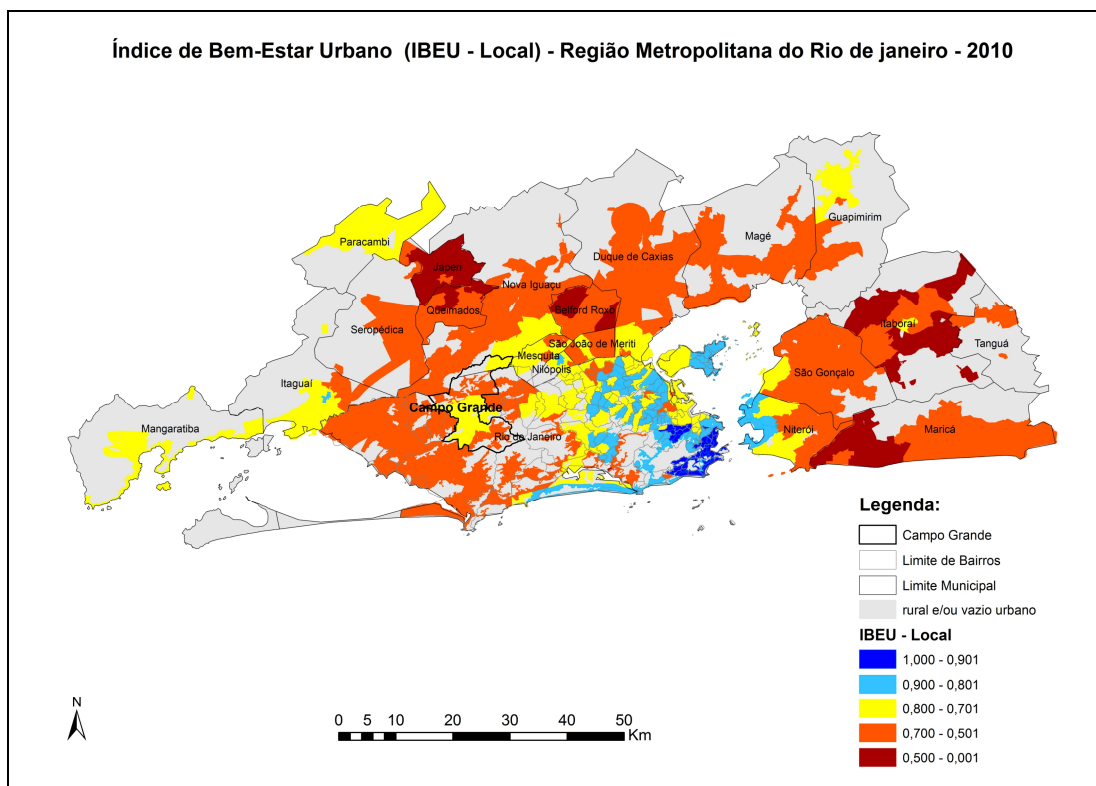 Índice de Bem-Estar Urbano (IBEU - Local) - Região Metropolitana do Rio de janeiro - 2010
Guapimirim
Paracambi
Magé
Duque de Caxias
Japeri
Nova Iguaçu
Queimados
Belford Roxo
Itaboraí
Seropédica
São João de Meriti
Tanguá
Mesquita
Nilópolis
São Gonçalo
Itaguaí
Campo Grande
Mangaratiba
Rio de Janeiro
Niterói
Maricá
Legenda:
Campo Grande
Limite de Bairros
Limite Municipal
rural e/ou vazio urbano
IBEU - Local
1,000 - 0,901
0,900 - 0,801
0,800 - 0,701
0,700 - 0,501
0,500 - 0,001
N
0 5 10 20 30 40 50
Km